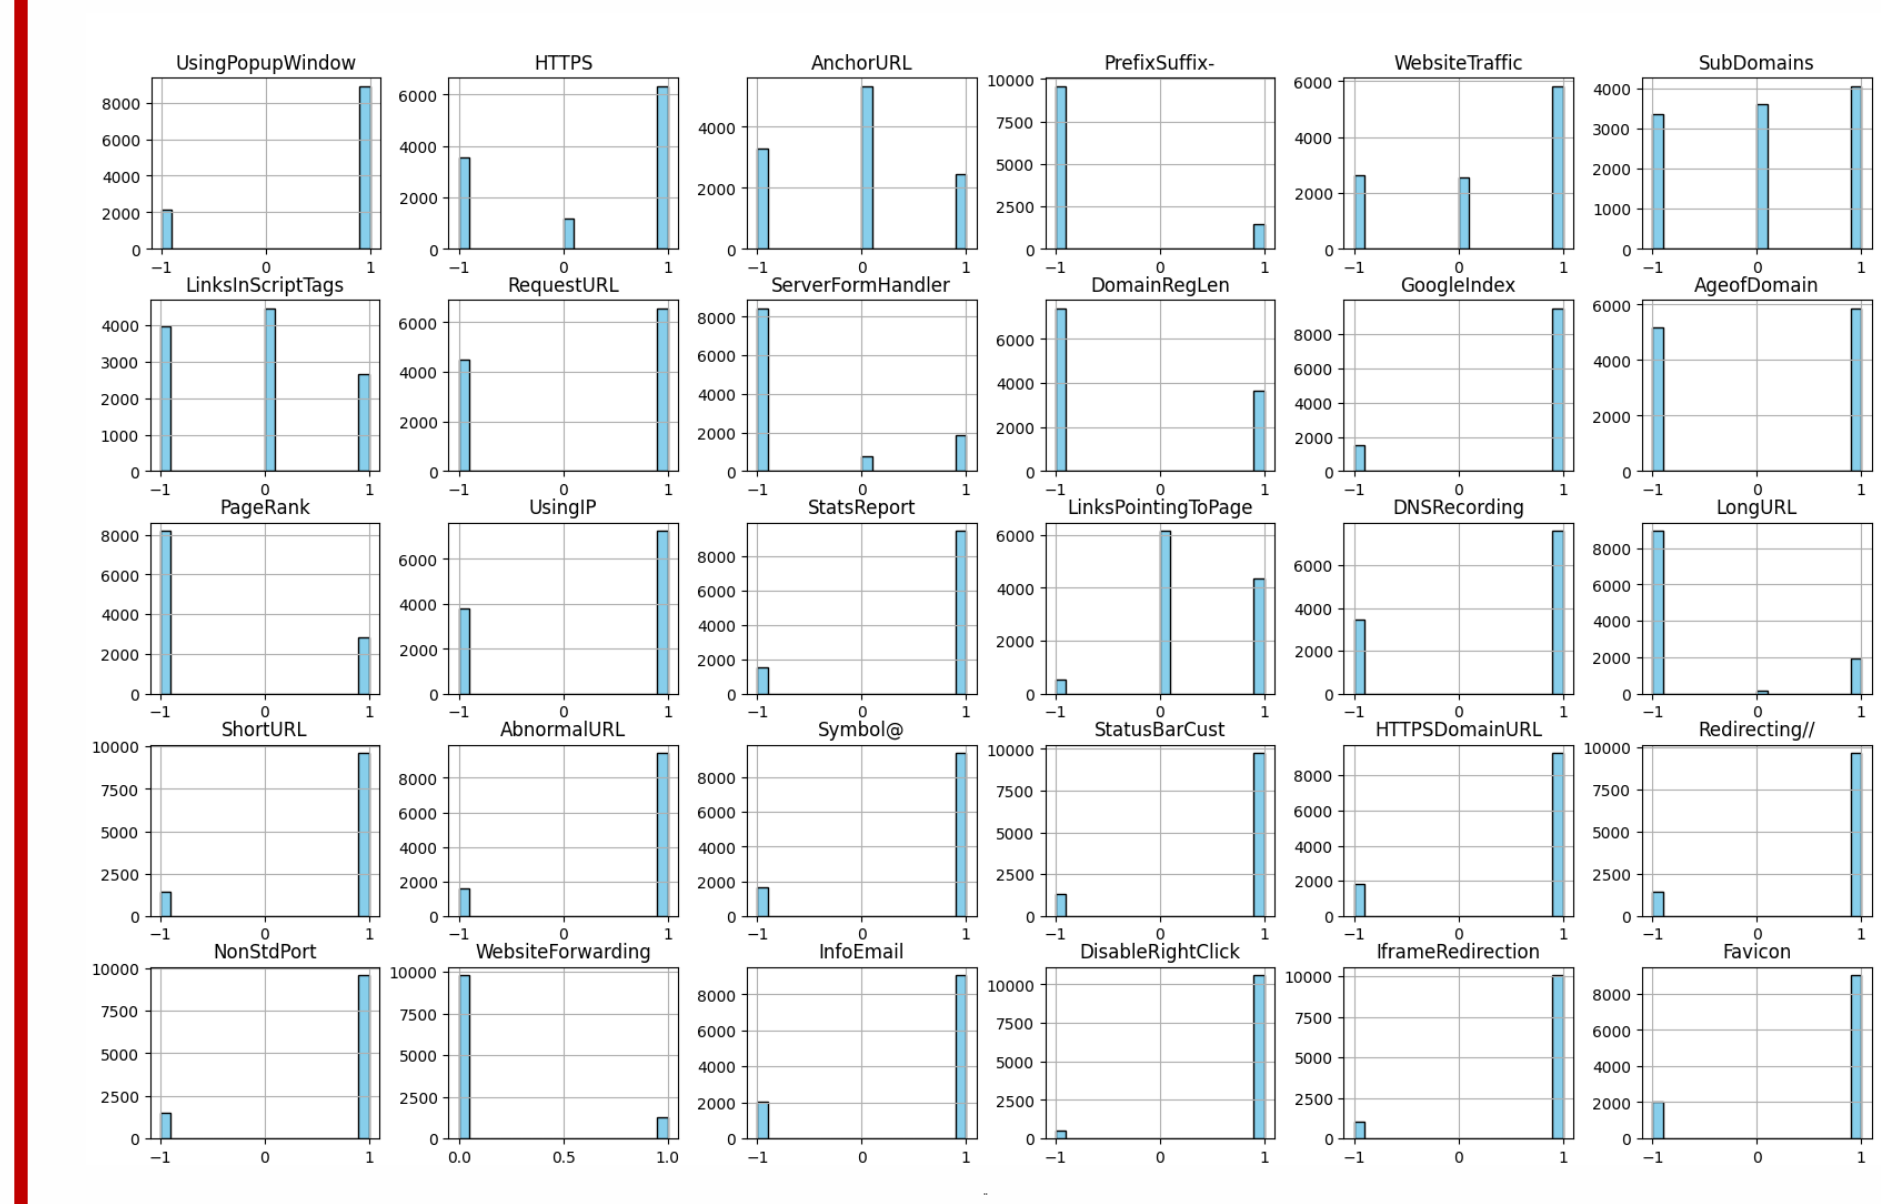 UsingPopupWindow HTTPS AnchorURL PrefixSuffix- WebsiteTraffic SubDomains
8000 6000 4000 2000 0 −1 0 1
6000 4000 2000 0 −1 0 1
4000 2000 0 −1 0 1
10000 7500 5000 2500 0 −1 0 1
6000 4000 2000 0 −1 0 1
4000 3000 2000 1000 0 −1 0 1
LinksInScriptTags RequestURL ServerFormHandler DomainRegLen GoogleIndex AgeofDomain
4000 3000 2000 1000 0 −1 0 1
6000 4000 2000 0 −1 0 1
8000 6000 4000 2000 0 −1 0 1
6000 4000 2000 0 −1 0 1
8000 6000 4000 2000 0 −1 0 1
6000 4000 2000 0 −1 0 1
PageRank UsingIP StatsReport LinksPointingToPage DNSRecording LongURL
8000 6000 4000 2000 0 −1 0 1
6000 4000 2000 0 −1 0 1
8000 6000 4000 2000 0 −1 0 1
6000 4000 2000 0 −1 0 1
6000 4000 2000 0 −1 0 1
8000 6000 4000 2000 0 −1 0 1
ShortURL AbnormalURL Symbol@ StatusBarCust HTTPSDomainURL Redirecting//
10000 7500 5000 2500 0 −1 0 1
8000 6000 4000 2000 0 −1 0 1
8000 6000 4000 2000 0 −1 0 1
10000 7500 5000 2500 0 −1 0 1
8000 6000 4000 2000 0 −1 0 1
10000 7500 5000 2500 0 −1 0 1
NonStdPort WebsiteForwarding InfoEmail DisableRightClick IframeRedirection Favicon
10000 7500 5000 2500 0 −1 0 1
10000 7500 5000 2500 0 0.0 0.5 1.0
8000 6000 4000 2000 0 −1 0 1
10000 7500 5000 2500 0 −1 0 1
10000 7500 5000 2500 0 −1 0 1
8000 6000 4000 2000 0 −1 0 1